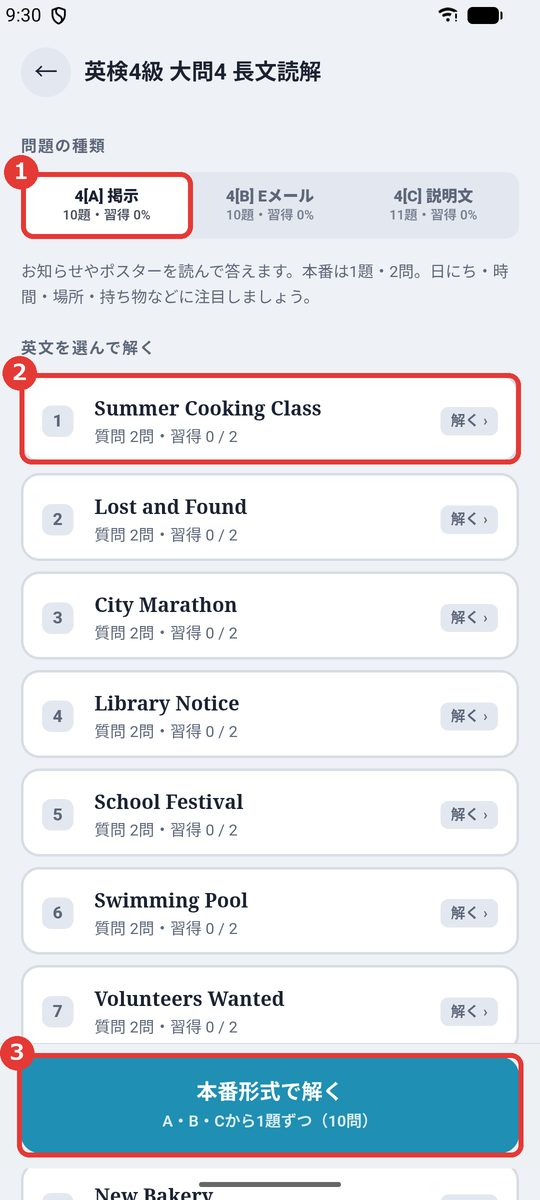 9:30
← 英検4級 大問4 長文読解
問題の種類
1
4[A] 掲示
10題・習得 0%
4[B] Eメール
10題・習得 0%
4[C] 説明文
11題・習得 0%
お知らせやポスターを読んで答えます。本番は1題・2問。日にち・時
間・場所・持ち物などに注目しましょう。
英文を選んで解く
2
1
Summer Cooking Class
質問 2問・習得 0 / 2
解く ›
2
Lost and Found
質問 2問・習得 0 / 2
解く ›
3
City Marathon
質問 2問・習得 0 / 2
解く ›
4
Library Notice
質問 2問・習得 0 / 2
解く ›
5
School Festival
質問 2問・習得 0 / 2
解く ›
6
Swimming Pool
質問 2問・習得 0 / 2
解く ›
7
Volunteers Wanted
質問 2問・習得 0 / 2
解く ›
3
本番形式で解く
A・B・Cから1題ずつ（10問）
New Bakery